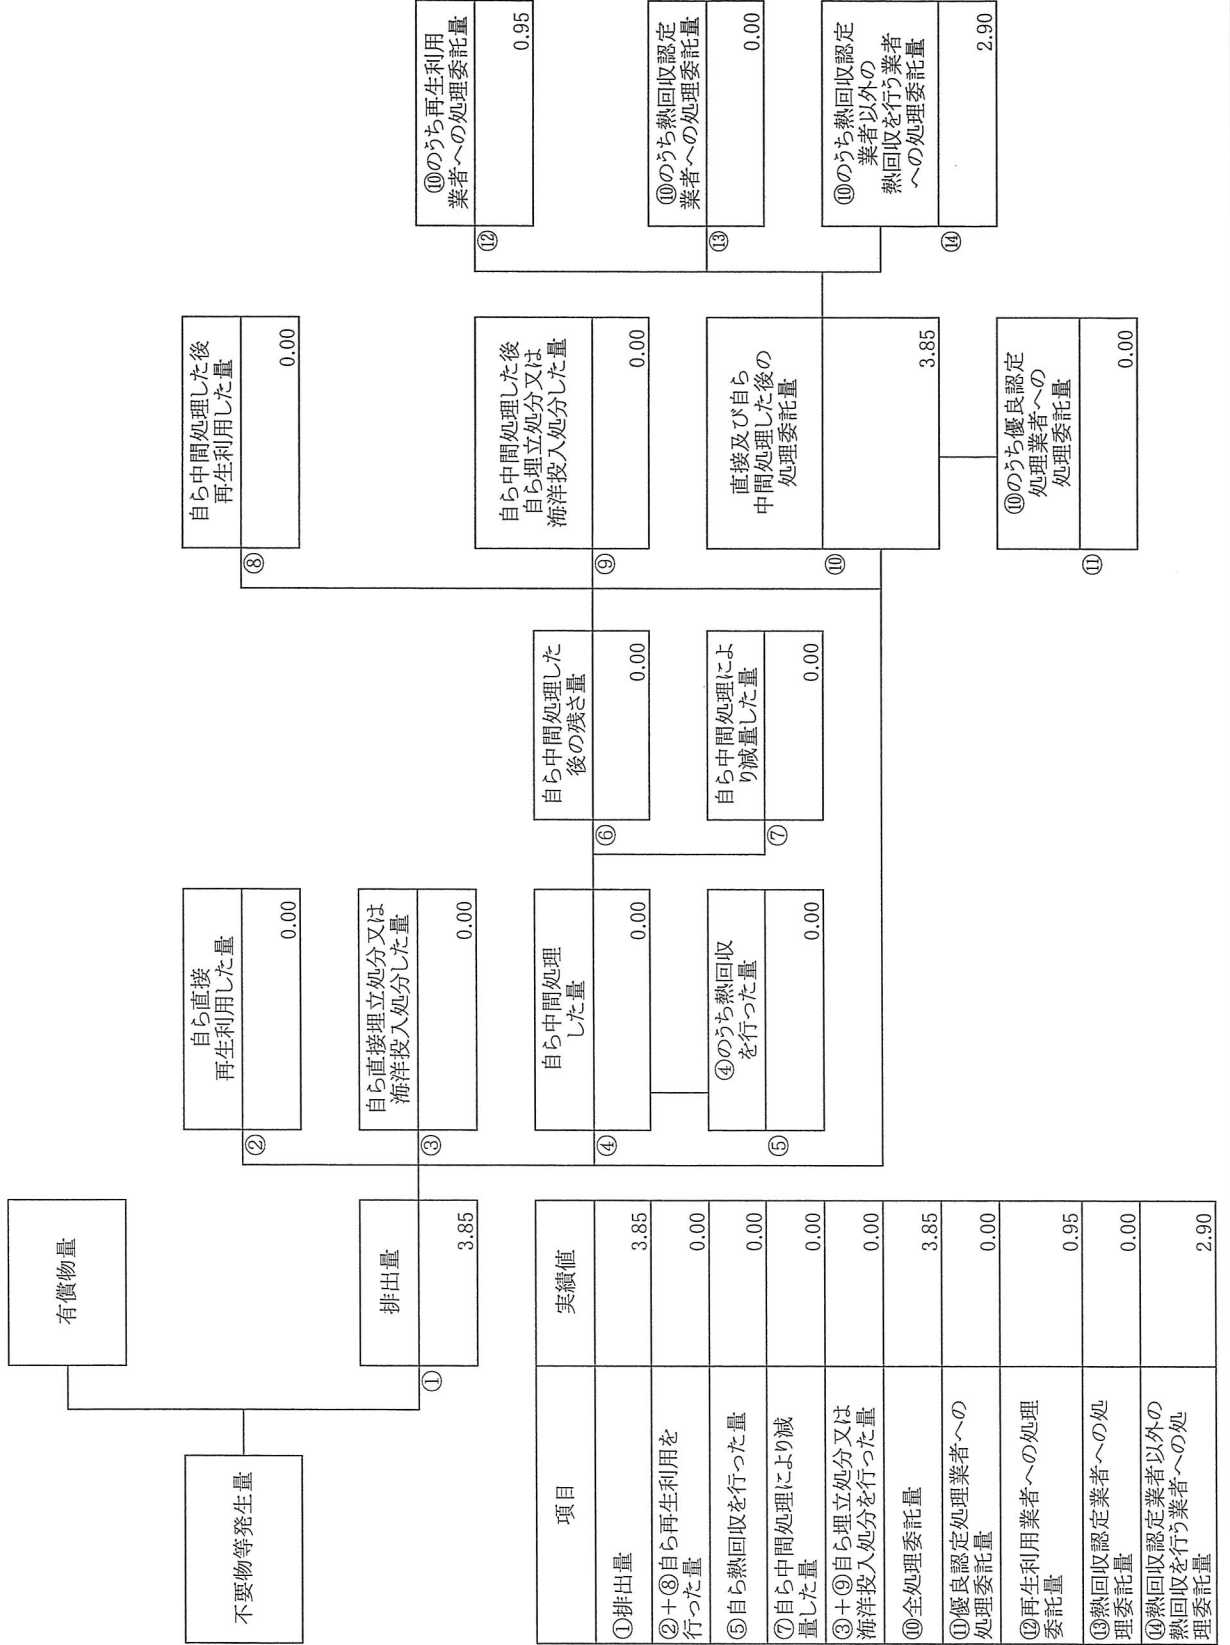 不要物等発生量
有償物量
①
排出量
3.85
②
自ら直接
再生利用した量
0.00
③
自ら直接埋立処分又は
海洋投入処分した量
0.00
④
自ら中間処理
した量
0.00
⑤
④のうち熱回収
を行った量
0.00
⑥
自ら中間処理した
後の残さ量
0.00
⑦
自ら中間処理によ
り減量した量
0.00
⑧
自ら中間処理した後
再生利用した量
0.00
⑨
自ら中間処理した後
自ら埋立処分又は
海洋投入処分した量
0.00
⑩
直接及び自ら
中間処理した後の
処理委託量
3.85
⑪
⑩のうち優良認定
処理業者への
処理委託量
0.00
⑫
⑩のうち再生利用
業者への処理委託量
0.95
⑬
⑩のうち熱回収認定
業者への処理委託量
0.00
⑭
⑩のうち熱回収認定
業者以外の
熱回収を行う業者
への処理委託量
2.90
項目
実績値
①排出量
3.85
②+⑧自ら再生利用を
行った量
0.00
⑤自ら熱回収を行った量
0.00
⑦自ら中間処理により減
量した量
0.00
③+⑨自ら埋立処分又は
海洋投入処分を行った量
0.00
⑩全処理委託量
3.85
⑪優良認定処理業者への
処理委託量
0.00
⑫再生利用業者への処理
委託量
0.95
⑬熱回収認定業者への処
理委託量
0.00
⑭熱回収認定業者以外の
熱回収を行う業者への処
理委託量
2.90